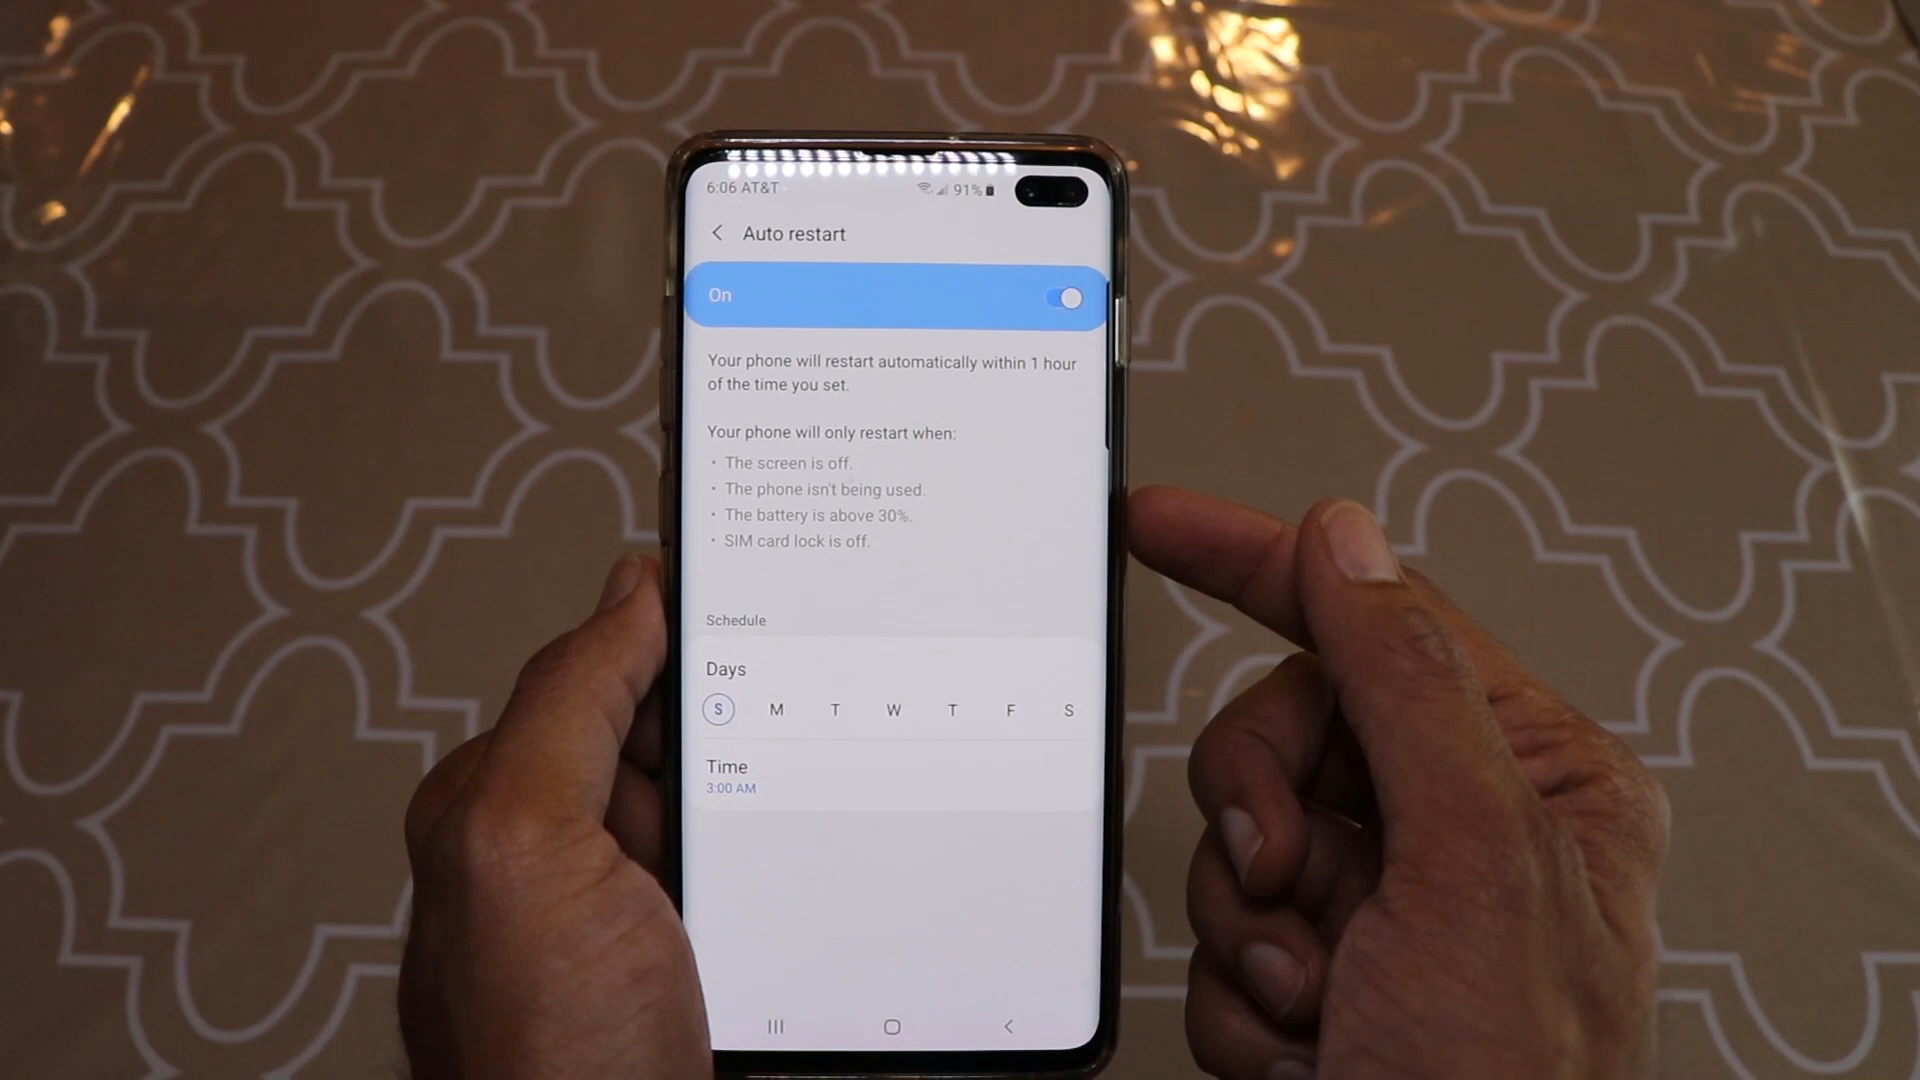 6:06 AT&T 91%
Auto restart
On
Your phone will restart automatically within 1 hour
of the time you set.
Your phone will only restart when:
• The screen is off.
• The phone isn't being used.
• The battery is above 30%.
• SIM card lock is off.
Schedule
Days
S M T W T F S
Time
3:00 AM